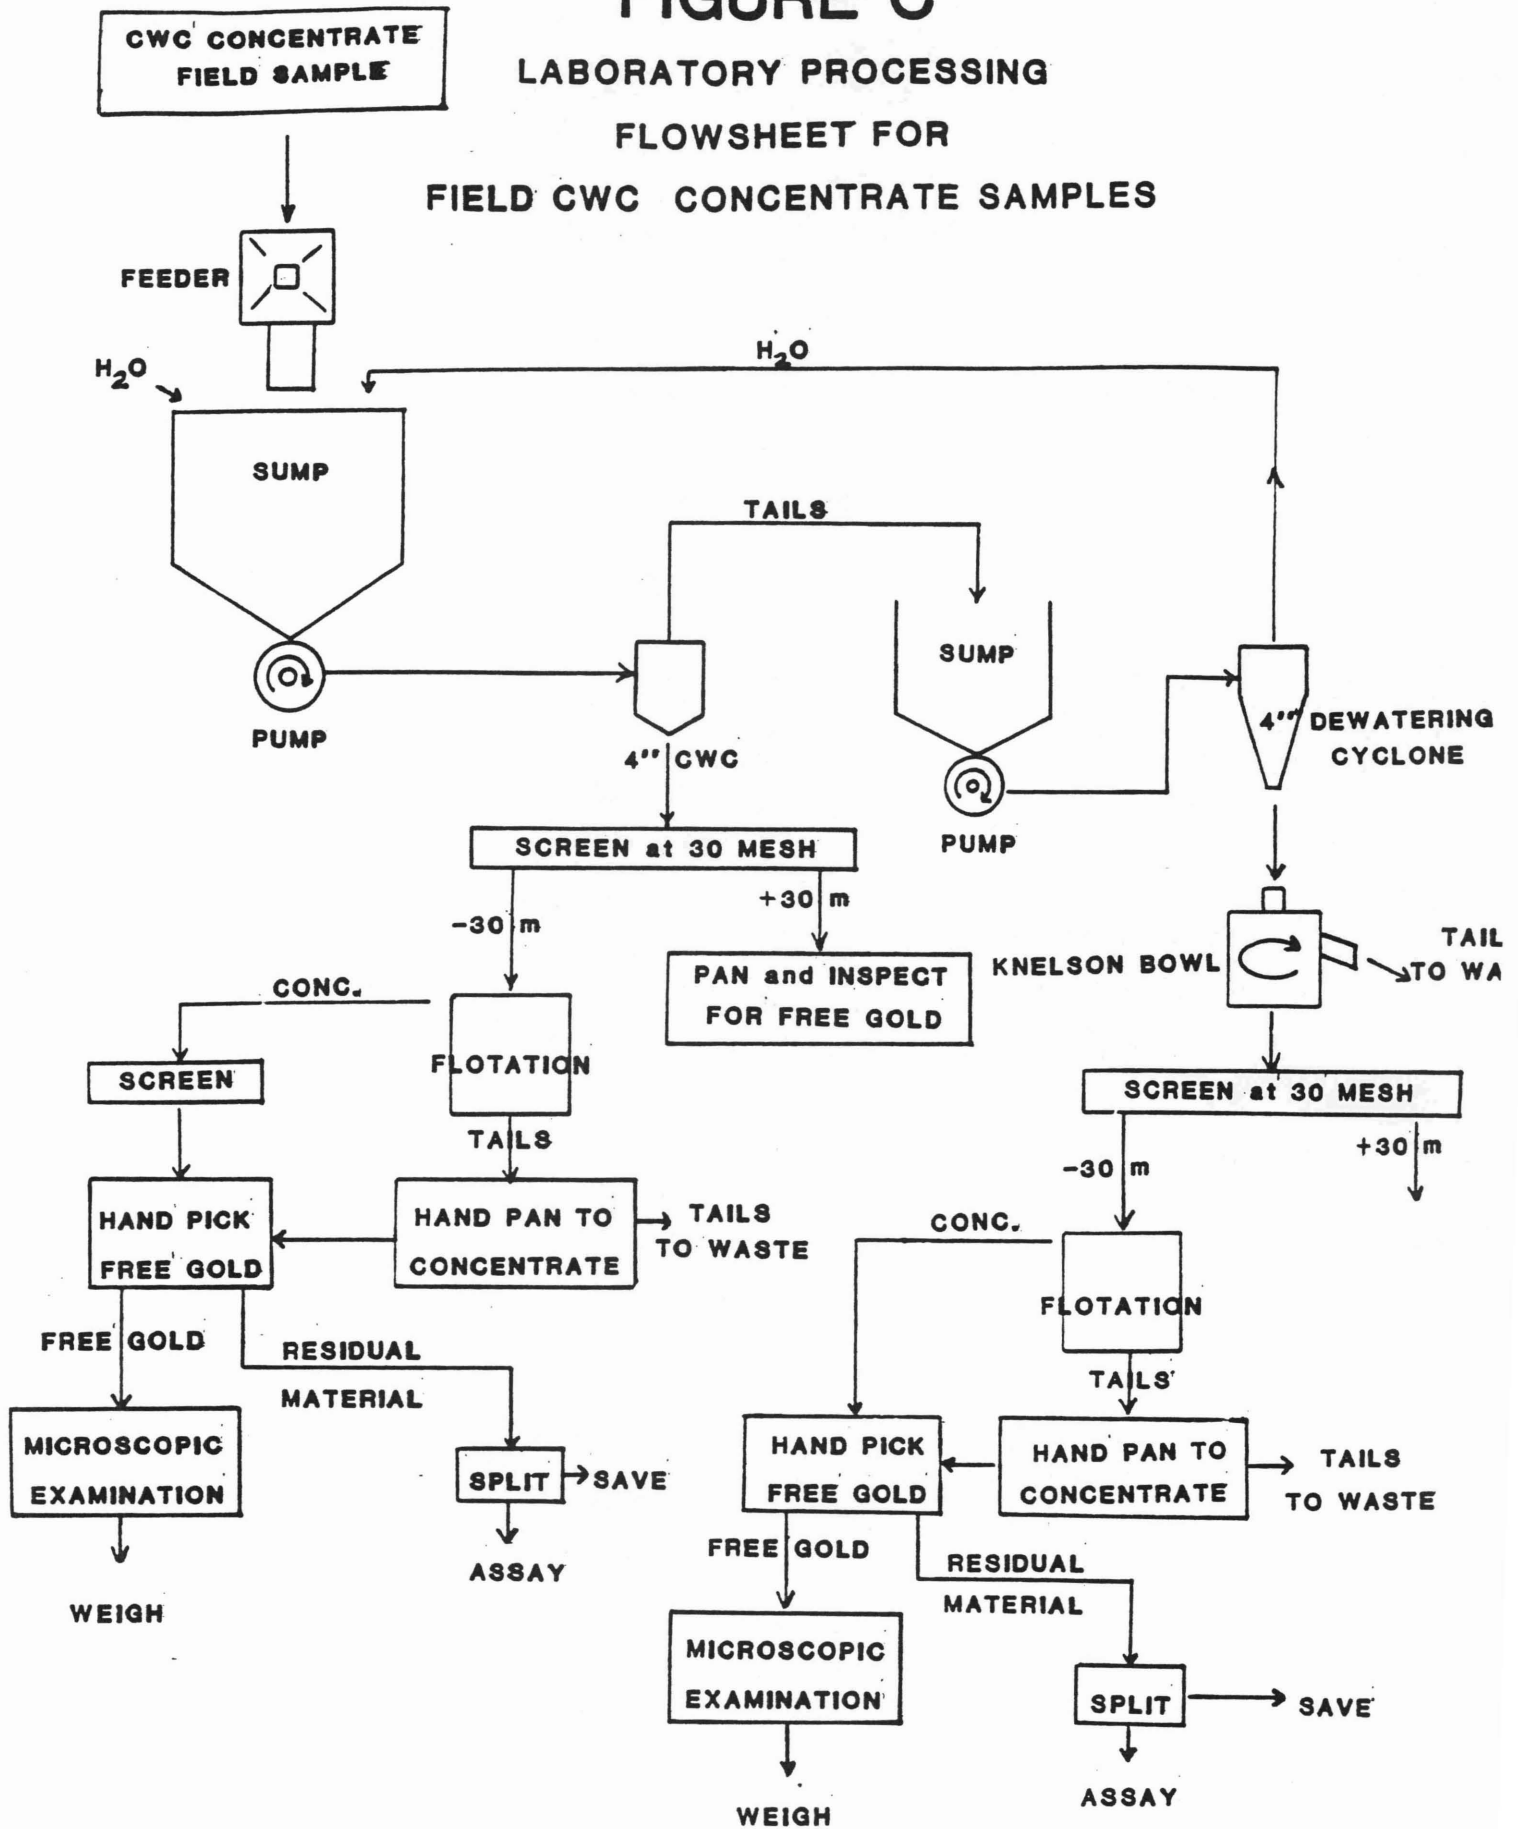 FIGURE C
CWC CONCENTRATE
FIELD SAMPLE
LABORATORY PROCESSING
FLOWSHEET FOR
FIELD CWC CONCENTRATE SAMPLES
FEEDER
H2O
H2O
SUMP
TAILS
SUMP
PUMP
4" CWC
4" DEWATERING
CYCLONE
PUMP
SCREEN at 30 MESH
-30 m
+30 m
PAN and INSPECT
FOR FREE GOLD
KNELSON BOWL
TAIL
TO WA
CONC.
SCREEN
FLOTATION
TAILS
SCREEN at 30 MESH
-30 m
+30 m
HAND PICK
FREE GOLD
HAND PAN TO
CONCENTRATE
TAILS
TO WASTE
CONC.
FLOTATION
TAILS
FREE GOLD
RESIDUAL
MATERIAL
MICROSCOPIC
EXAMINATION
SPLIT
SAVE
ASSAY
WEIGH
HAND PICK
FREE GOLD
HAND PAN TO
CONCENTRATE
TAILS
TO WASTE
FREE GOLD
RESIDUAL
MATERIAL
MICROSCOPIC
EXAMINATION
SPLIT
SAVE
ASSAY
WEIGH